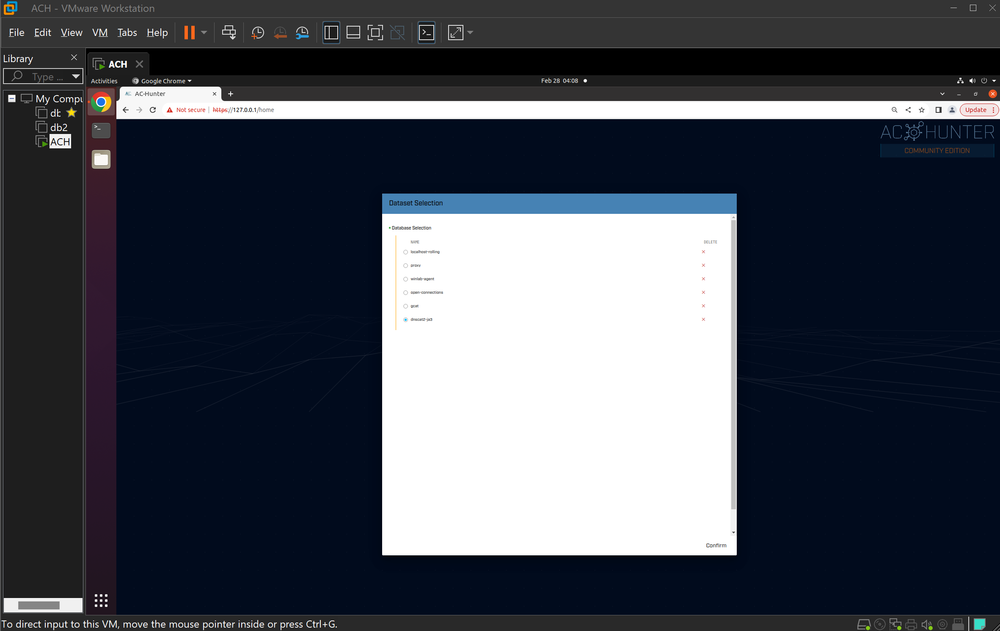 ACH - VMware Workstation
File Edit View VM Tabs Help
Library
Type ...
My Compu
db
db2
ACH
ACH
Activities
Google Chrome
Feb 28 04:08
AC-Hunter
Not secure
https://127.0.0.1/home
Update
AC HUNTER
COMMUNITY EDITION
Dataset Selection
Database Selection
NAME DELETE
localhost-rolling
proxy
winlab-agent
open-connections
gcat
dnscat2-ja3
Confirm
To direct input to this VM, move the mouse pointer inside or press Ctrl+G.